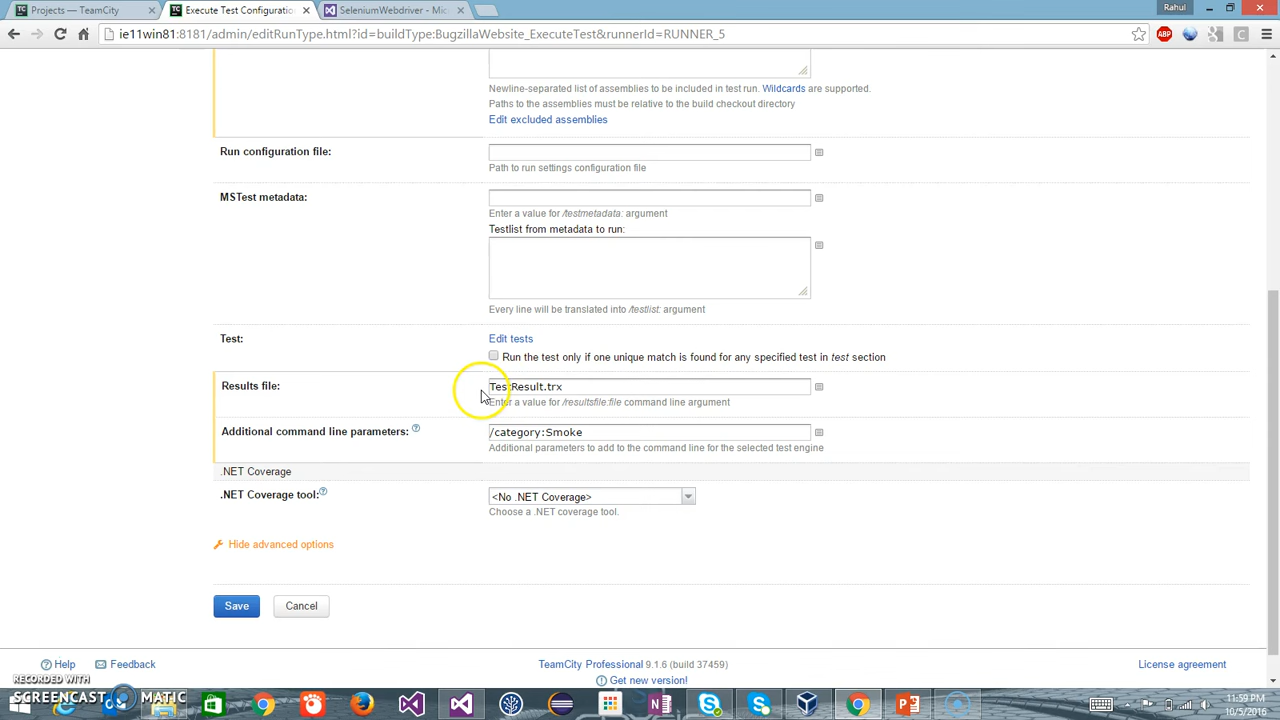 Projects — TeamCity
Execute Test Configuratio
SeleniumWebdriver - Mic
Rahul
ie11win81:8181/admin/editRunType.html?id=buildType:BugzillaWebsite_ExecuteTest&runnerId=RUNNER_5
ABP
Newline-separated list of assemblies to be included in test run. Wildcards are supported.
Paths to the assemblies must be relative to the build checkout directory
Edit excluded assemblies
Run configuration file:
Path to run settings configuration file
MSTest metadata:
Enter a value for /testmetadata: argument
Testlist from metadata to run:
Every line will be translated into /testlist: argument
Test:
Edit tests
Run the test only if one unique match is found for any specified test in test section
Results file:
TestResult.trx
Enter a value for /resultsfile:file command line argument
Additional command line parameters:
/category:Smoke
Additional parameters to add to the command line for the selected test engine
.NET Coverage
.NET Coverage tool:
<No .NET Coverage>
Choose a .NET coverage tool.
Hide advanced options
Save
Cancel
Help
Feedback
TeamCity Professional 9.1.6 (build 37459)
License agreement
Get new version!
RECORDED WITH
SCREENCAST MATIC
11:59 PM
10/5/2016